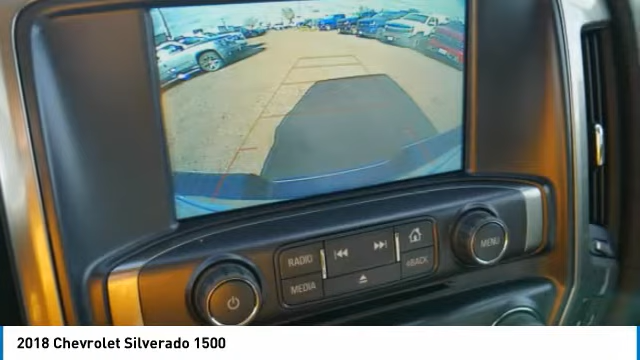 RADIO
MEDIA
BACK
MENU
2018 Chevrolet Silverado 1500